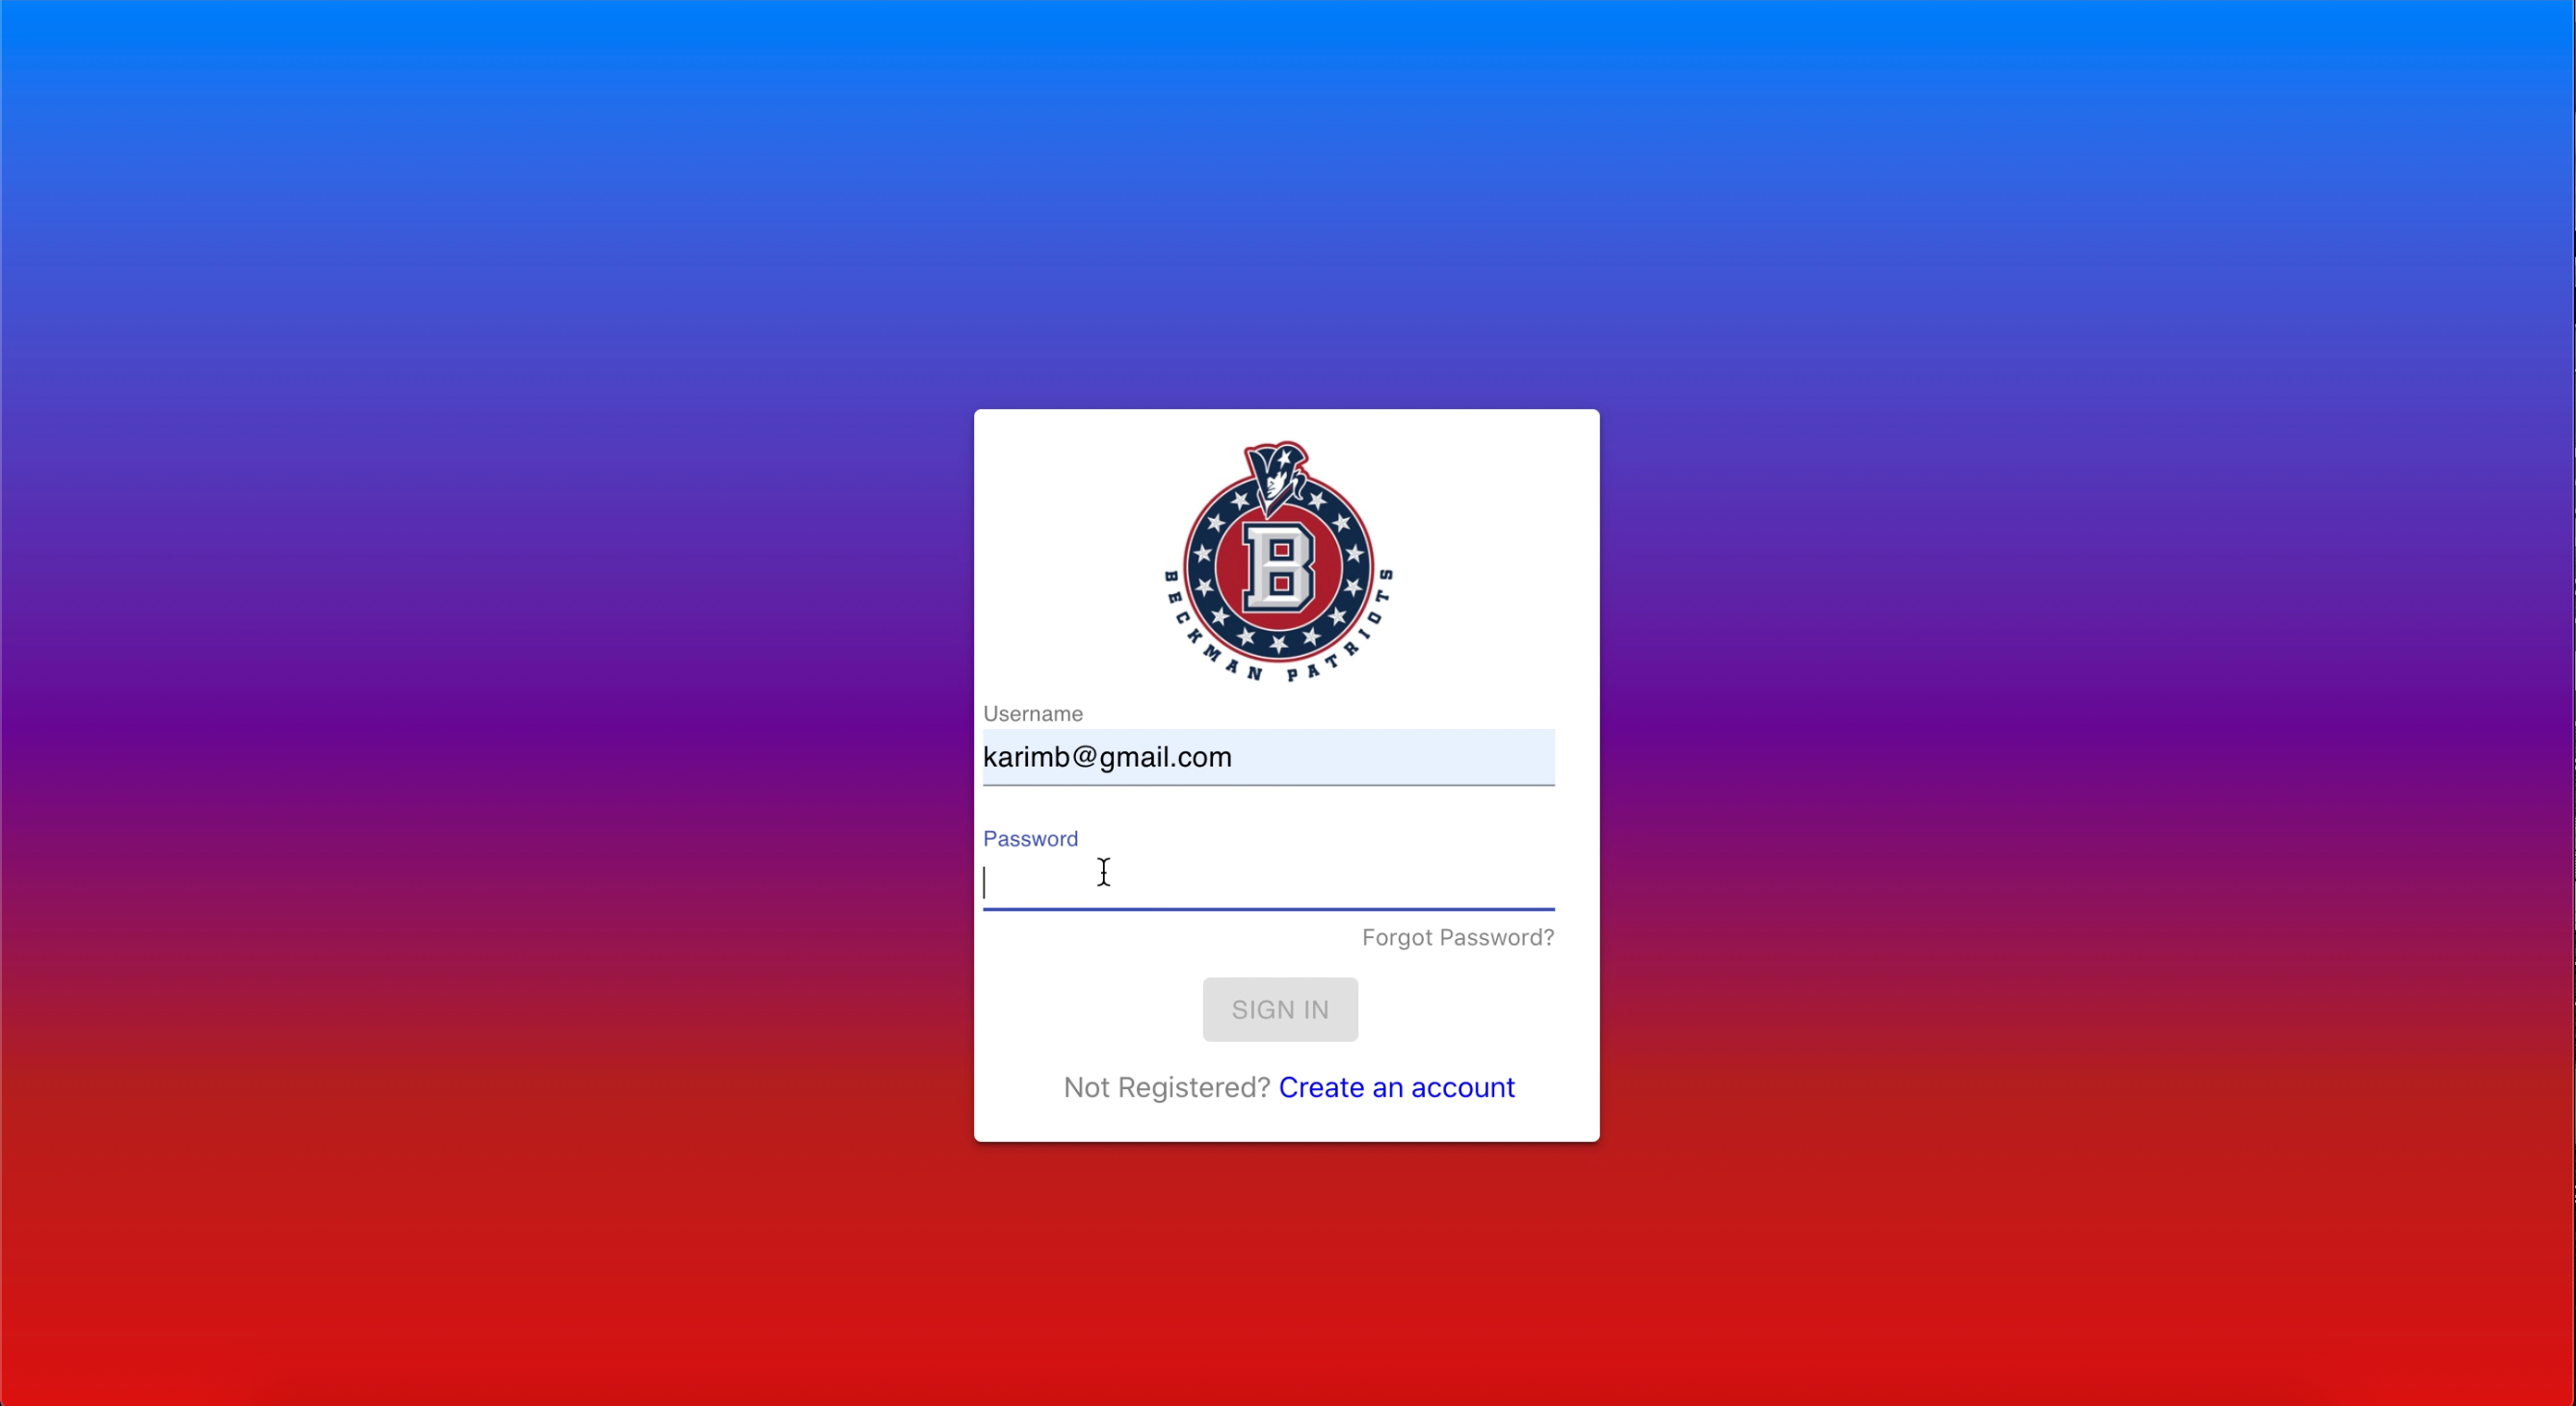 B
BECKMAN PATRIOTS
Username
karimb@gmail.com
Password
Forgot Password?
SIGN IN
Not Registered? Create an account